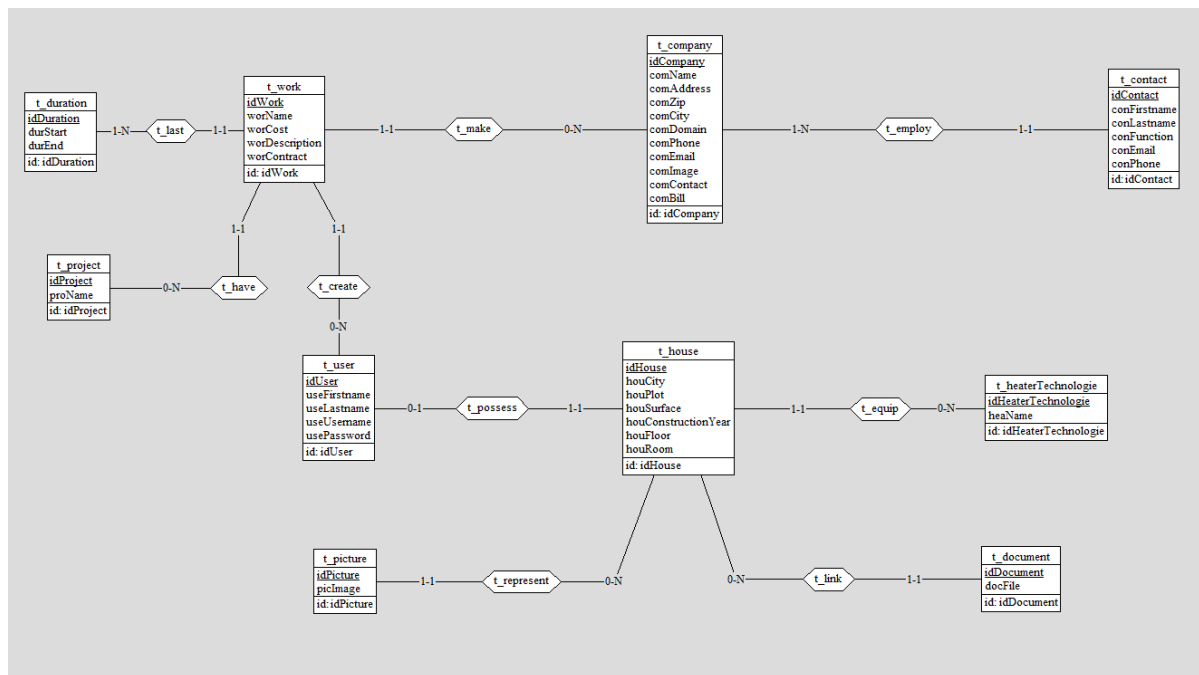 t_company
idCompany
comName
comAddress
comZip
comCity
comDomain
comPhone
comEmail
comImage
comContact
comBill
id: idCompany
t_contact
idContact
conFirstname
conLastname
conFunction
conEmail
conPhone
id: idContact
t_work
idWork
worName
worCost
worDescription
worContract
id: idWork
t_duration
idDuration
durStart
durEnd
id: idDuration
1-N
t_last
1-1
1-1
t_make
0-N
1-N
t_employ
1-1
1-1
1-1
t_project
idProject
proName
id: idProject
0-N
t_have
t_create
0-N
t_user
idUser
useFirstname
useLastname
useUsername
usePassword
id: idUser
0-1
t_possess
1-1
t_house
idHouse
houCity
houPlot
houSurface
houConstructionYear
houFloor
houRoom
id: idHouse
1-1
t_equip
0-N
t_heaterTechnologie
idHeaterTechnologie
heaName
id: idHeaterTechnologie
t_picture
idPicture
picImage
id: idPicture
1-1
t_represent
0-N
0-N
t_link
1-1
t_document
idDocument
docFile
id: idDocument